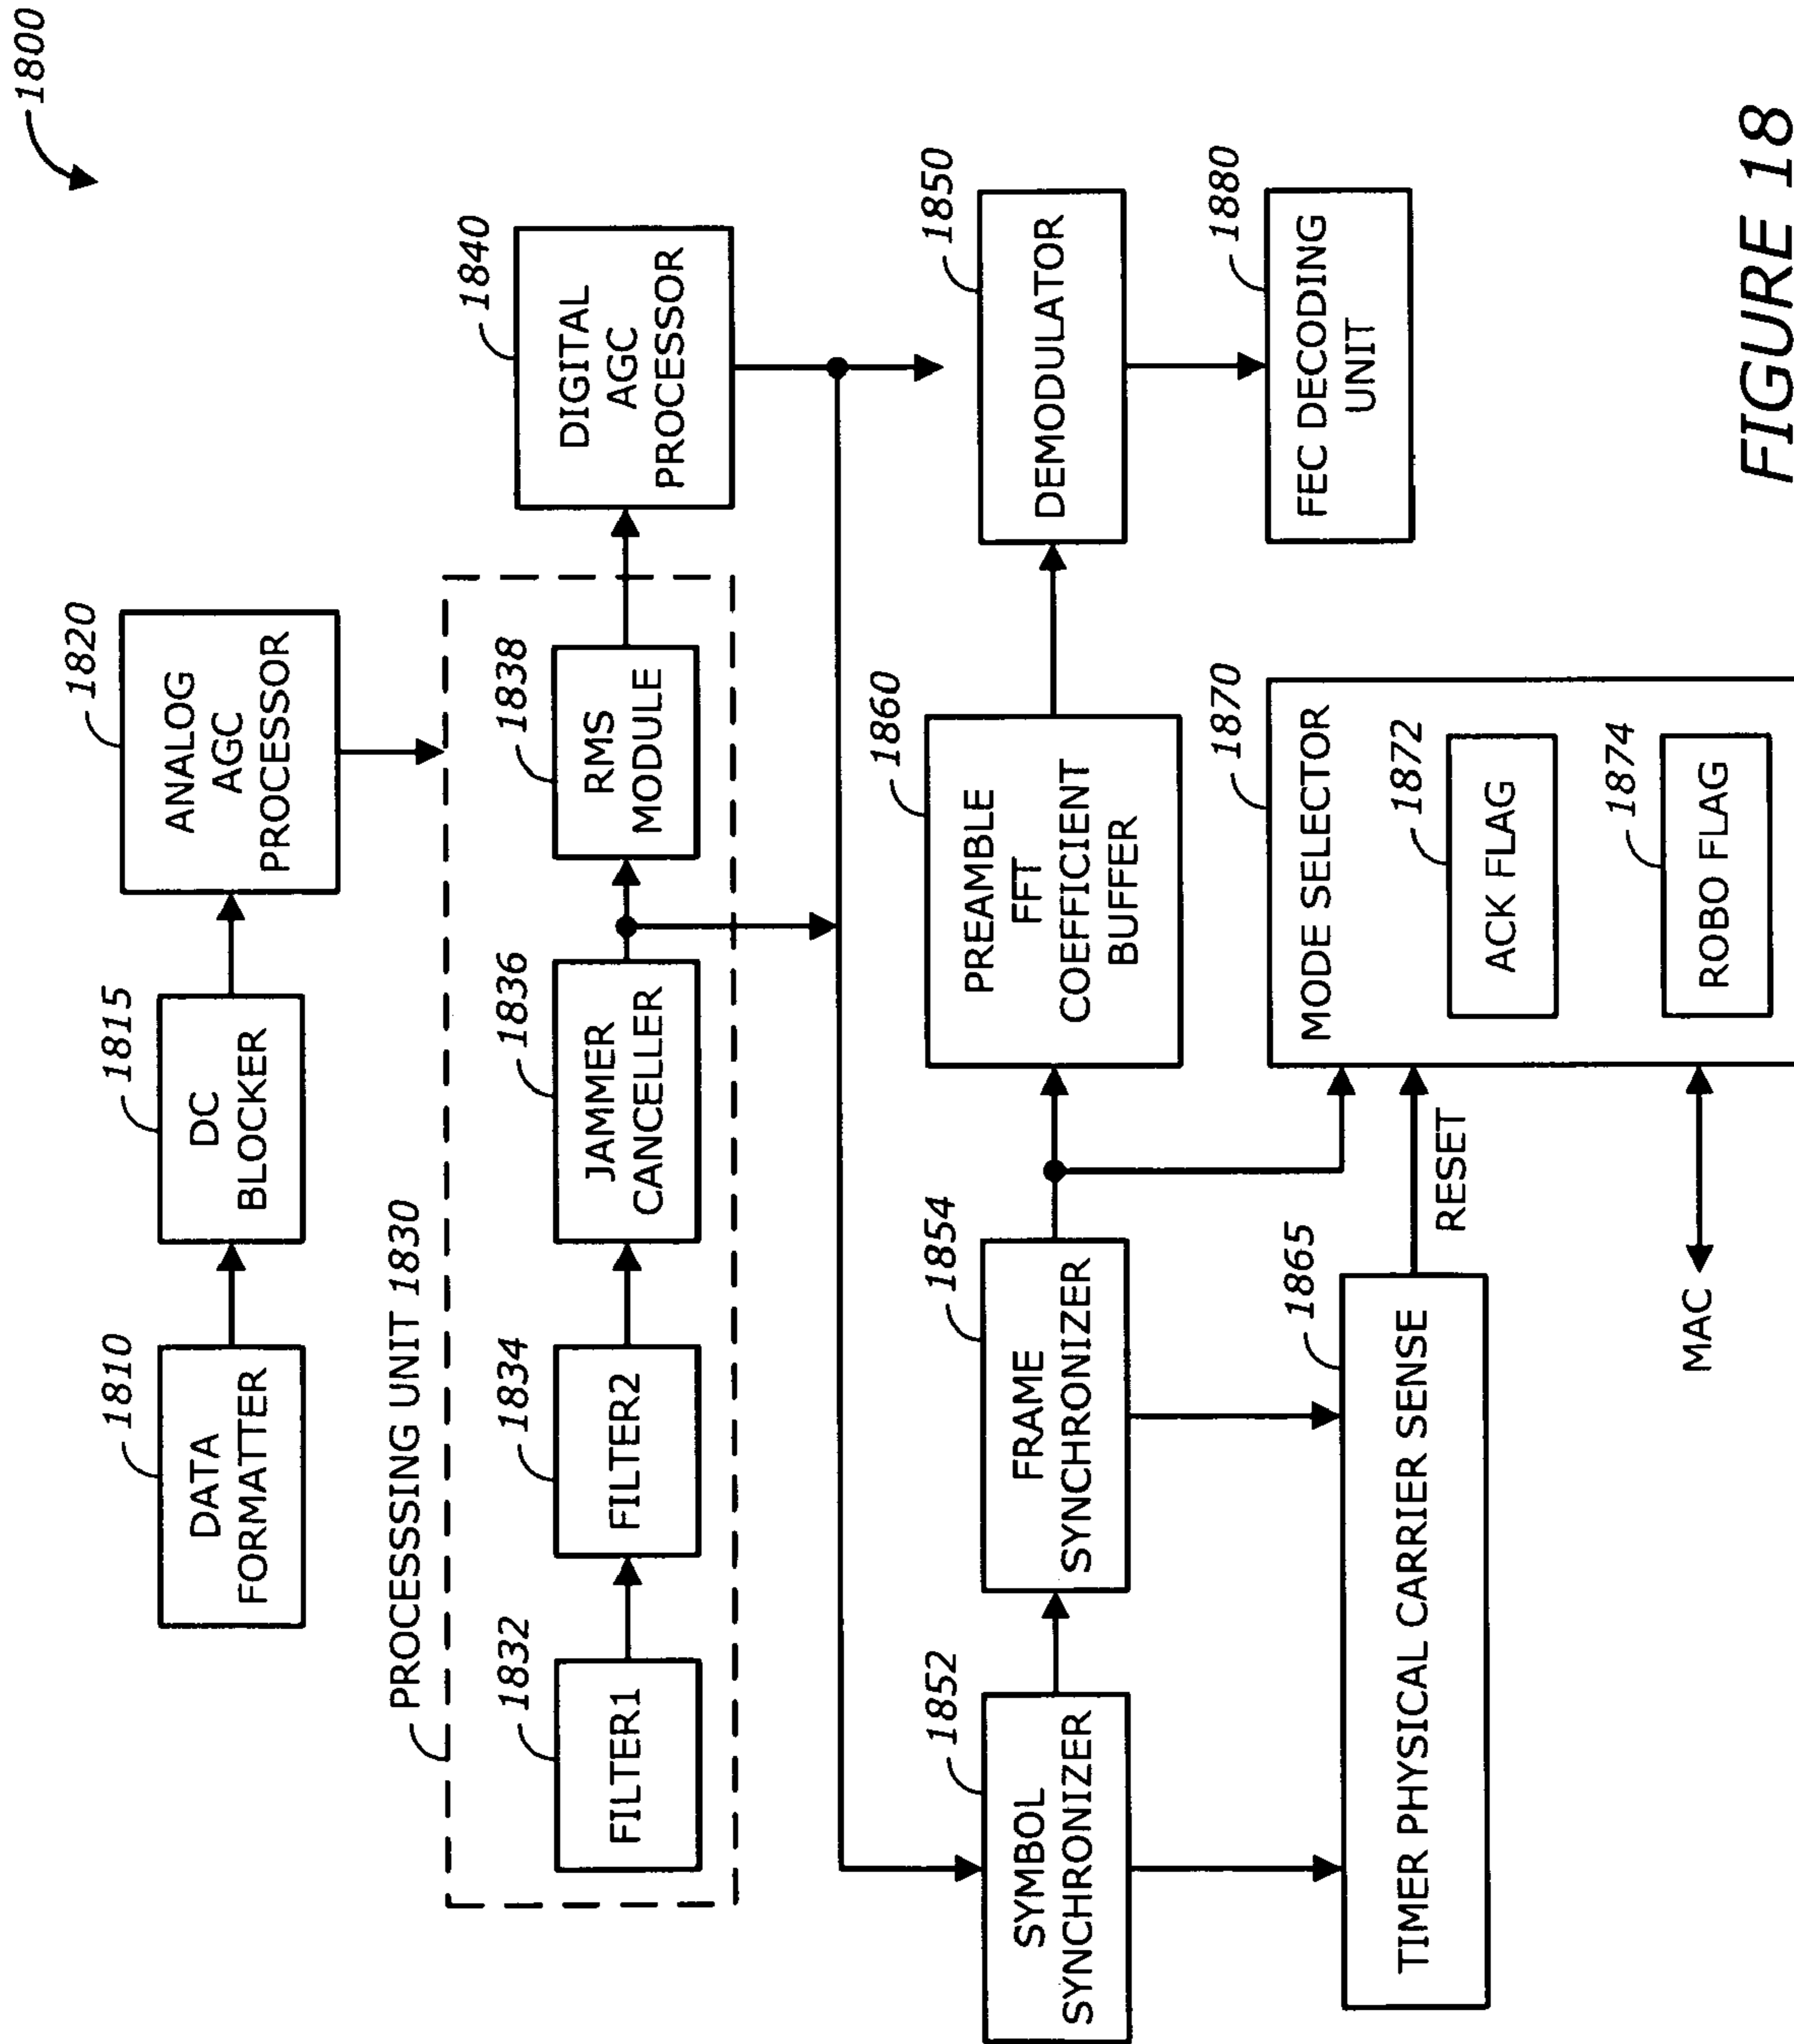 1800
1810
DATA
FORMATTER
1815
DC
BLOCKER
1820
ANALOG
AGC
PROCESSOR
PROCESSSING UNIT 1830
1832
FILTER1
1834
FILTER2
1836
JAMMER
CANCELLER
1838
RMS
MODULE
1840
DIGITAL
AGC
PROCESSOR
1852
SYMBOL
SYNCHRONIZER
1854
FRAME
SYNCHRONIZER
1860
PREAMBLE
FFT
COEFFICIENT
BUFFER
1850
DEMODULATOR
1865
TIMER PHYSICAL CARRIER SENSE
RESET
MAC
1870
MODE SELECTOR
1872
ACK FLAG
1874
ROBO FLAG
1880
FEC DECODING
UNIT
FIGURE 18